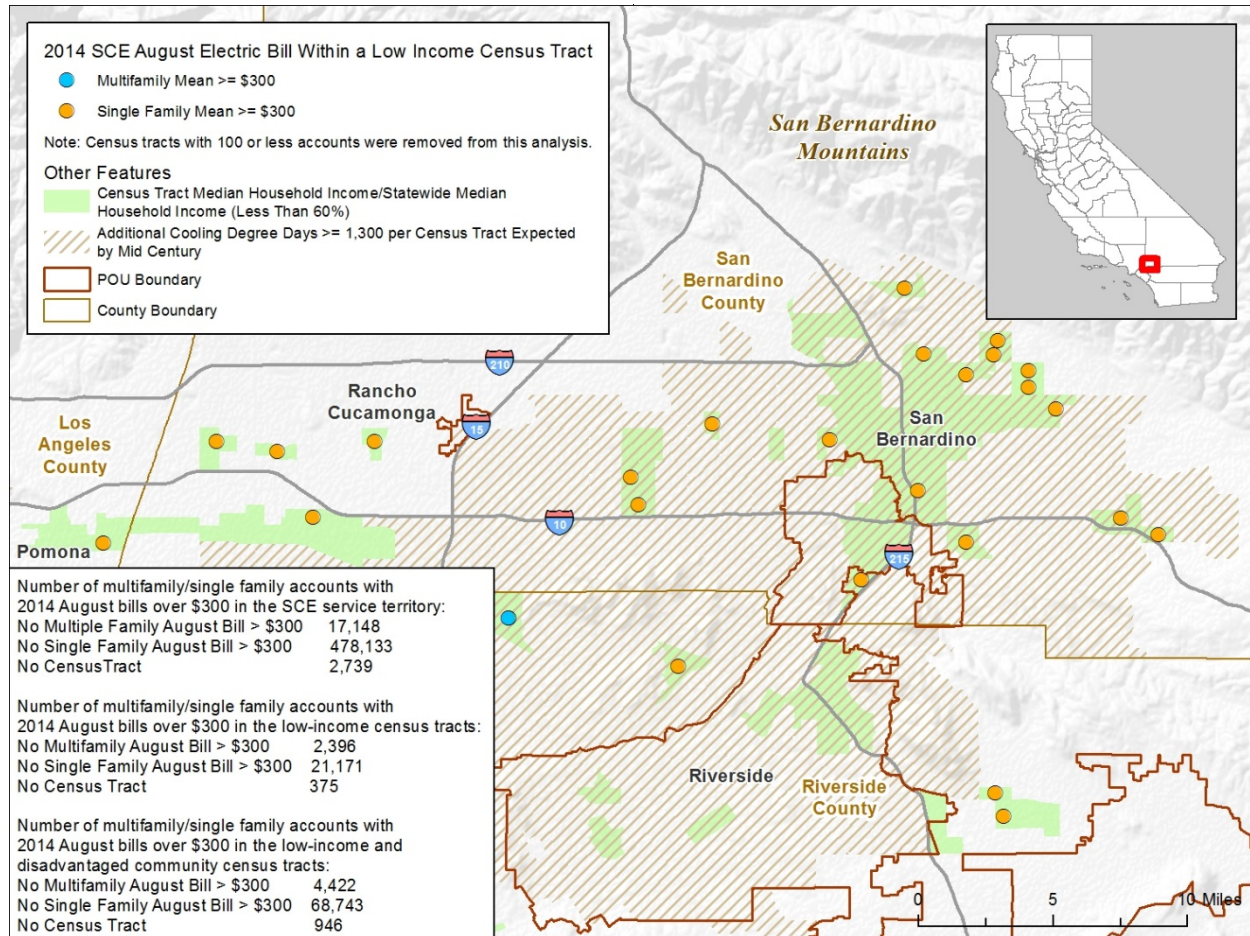 2014 SCE August Electric Bill Within a Low Income Census Tract
Multifamily Mean >= $300
Single Family Mean >= $300
Note: Census tracts with 100 or less accounts were removed from this analysis.
Other Features
Census Tract Median Household Income/Statewide Median
Household Income (Less Than 60%)
Additional Cooling Degree Days >= 1,300 per Census Tract Expected
by Mid Century
POU Boundary
County Boundary
San Bernardino
Mountains
San
Bernardino
County
210
Rancho
Cucamonga
15
Los
Angeles
County
San
Bernardino
10
Pomona
215
Riverside
Riverside
County
Number of multifamily/single family accounts with
2014 August bills over $300 in the SCE service territory:
No Multiple Family August Bill > $300 17,148
No Single Family August Bill > $300 478,133
No CensusTract 2,739
Number of multifamily/single family accounts with
2014 August bills over $300 in the low-income census tracts:
No Multifamily August Bill > $300 2,396
No Single Family August Bill > $300 21,171
No Census Tract 375
Number of multifamily/single family accounts with
2014 August bills over $300 in the low-income and
disadvantaged community census tracts:
No Multifamily August Bill > $300 4,422
No Single Family August Bill > $300 68,743
No Census Tract 946
0 5 10 Miles